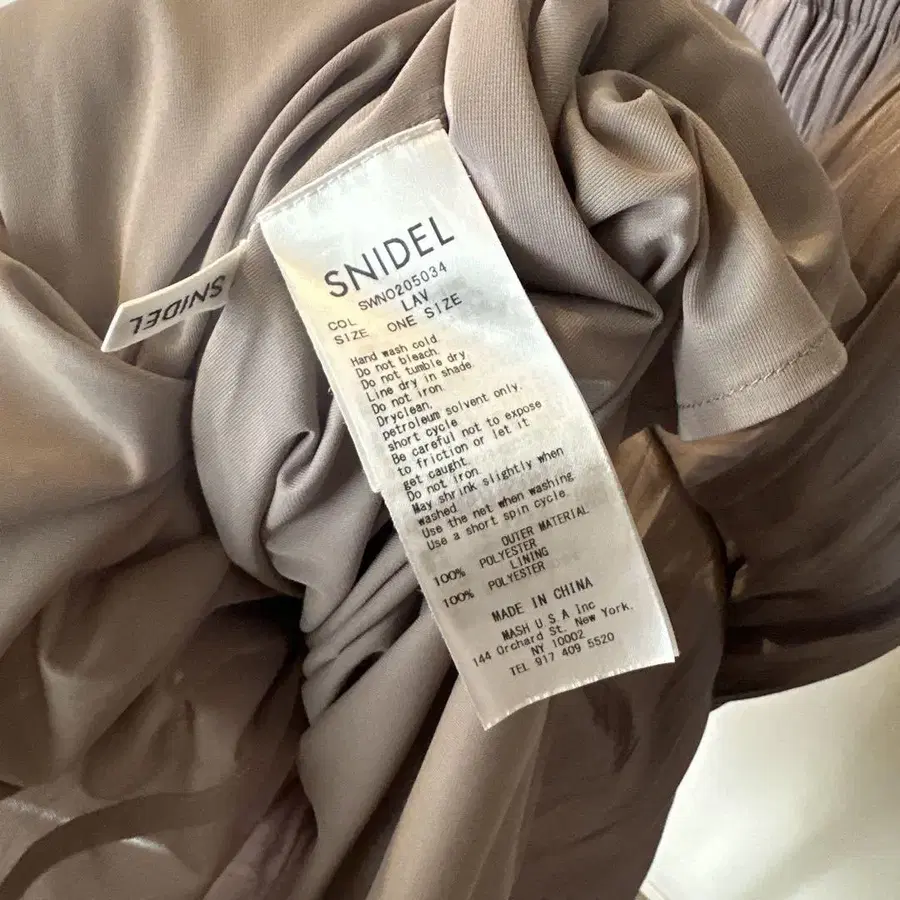 SNIDEL
SNIDEL
SWNO205034
COL LAV
SIZE ONE SIZE
Hand wash cold
Do not bleach.
Do not tumble dry.
Line dry in shade.
Do not iron.
Dryclean,
petroleum solvent only.
short cycle.
Be careful not to expose
to friction or let it
get caught.
Do not iron.
May shrink slightly when
washed.
Use the net when washing.
Use a short spin cycle.
OUTER MATERIAL
100% POLYESTER
LINING
100% POLYESTER
MADE IN CHINA
MASH U S A Inc
144 Orchard St. New York.
NY 10002
TEL 917 409 5520